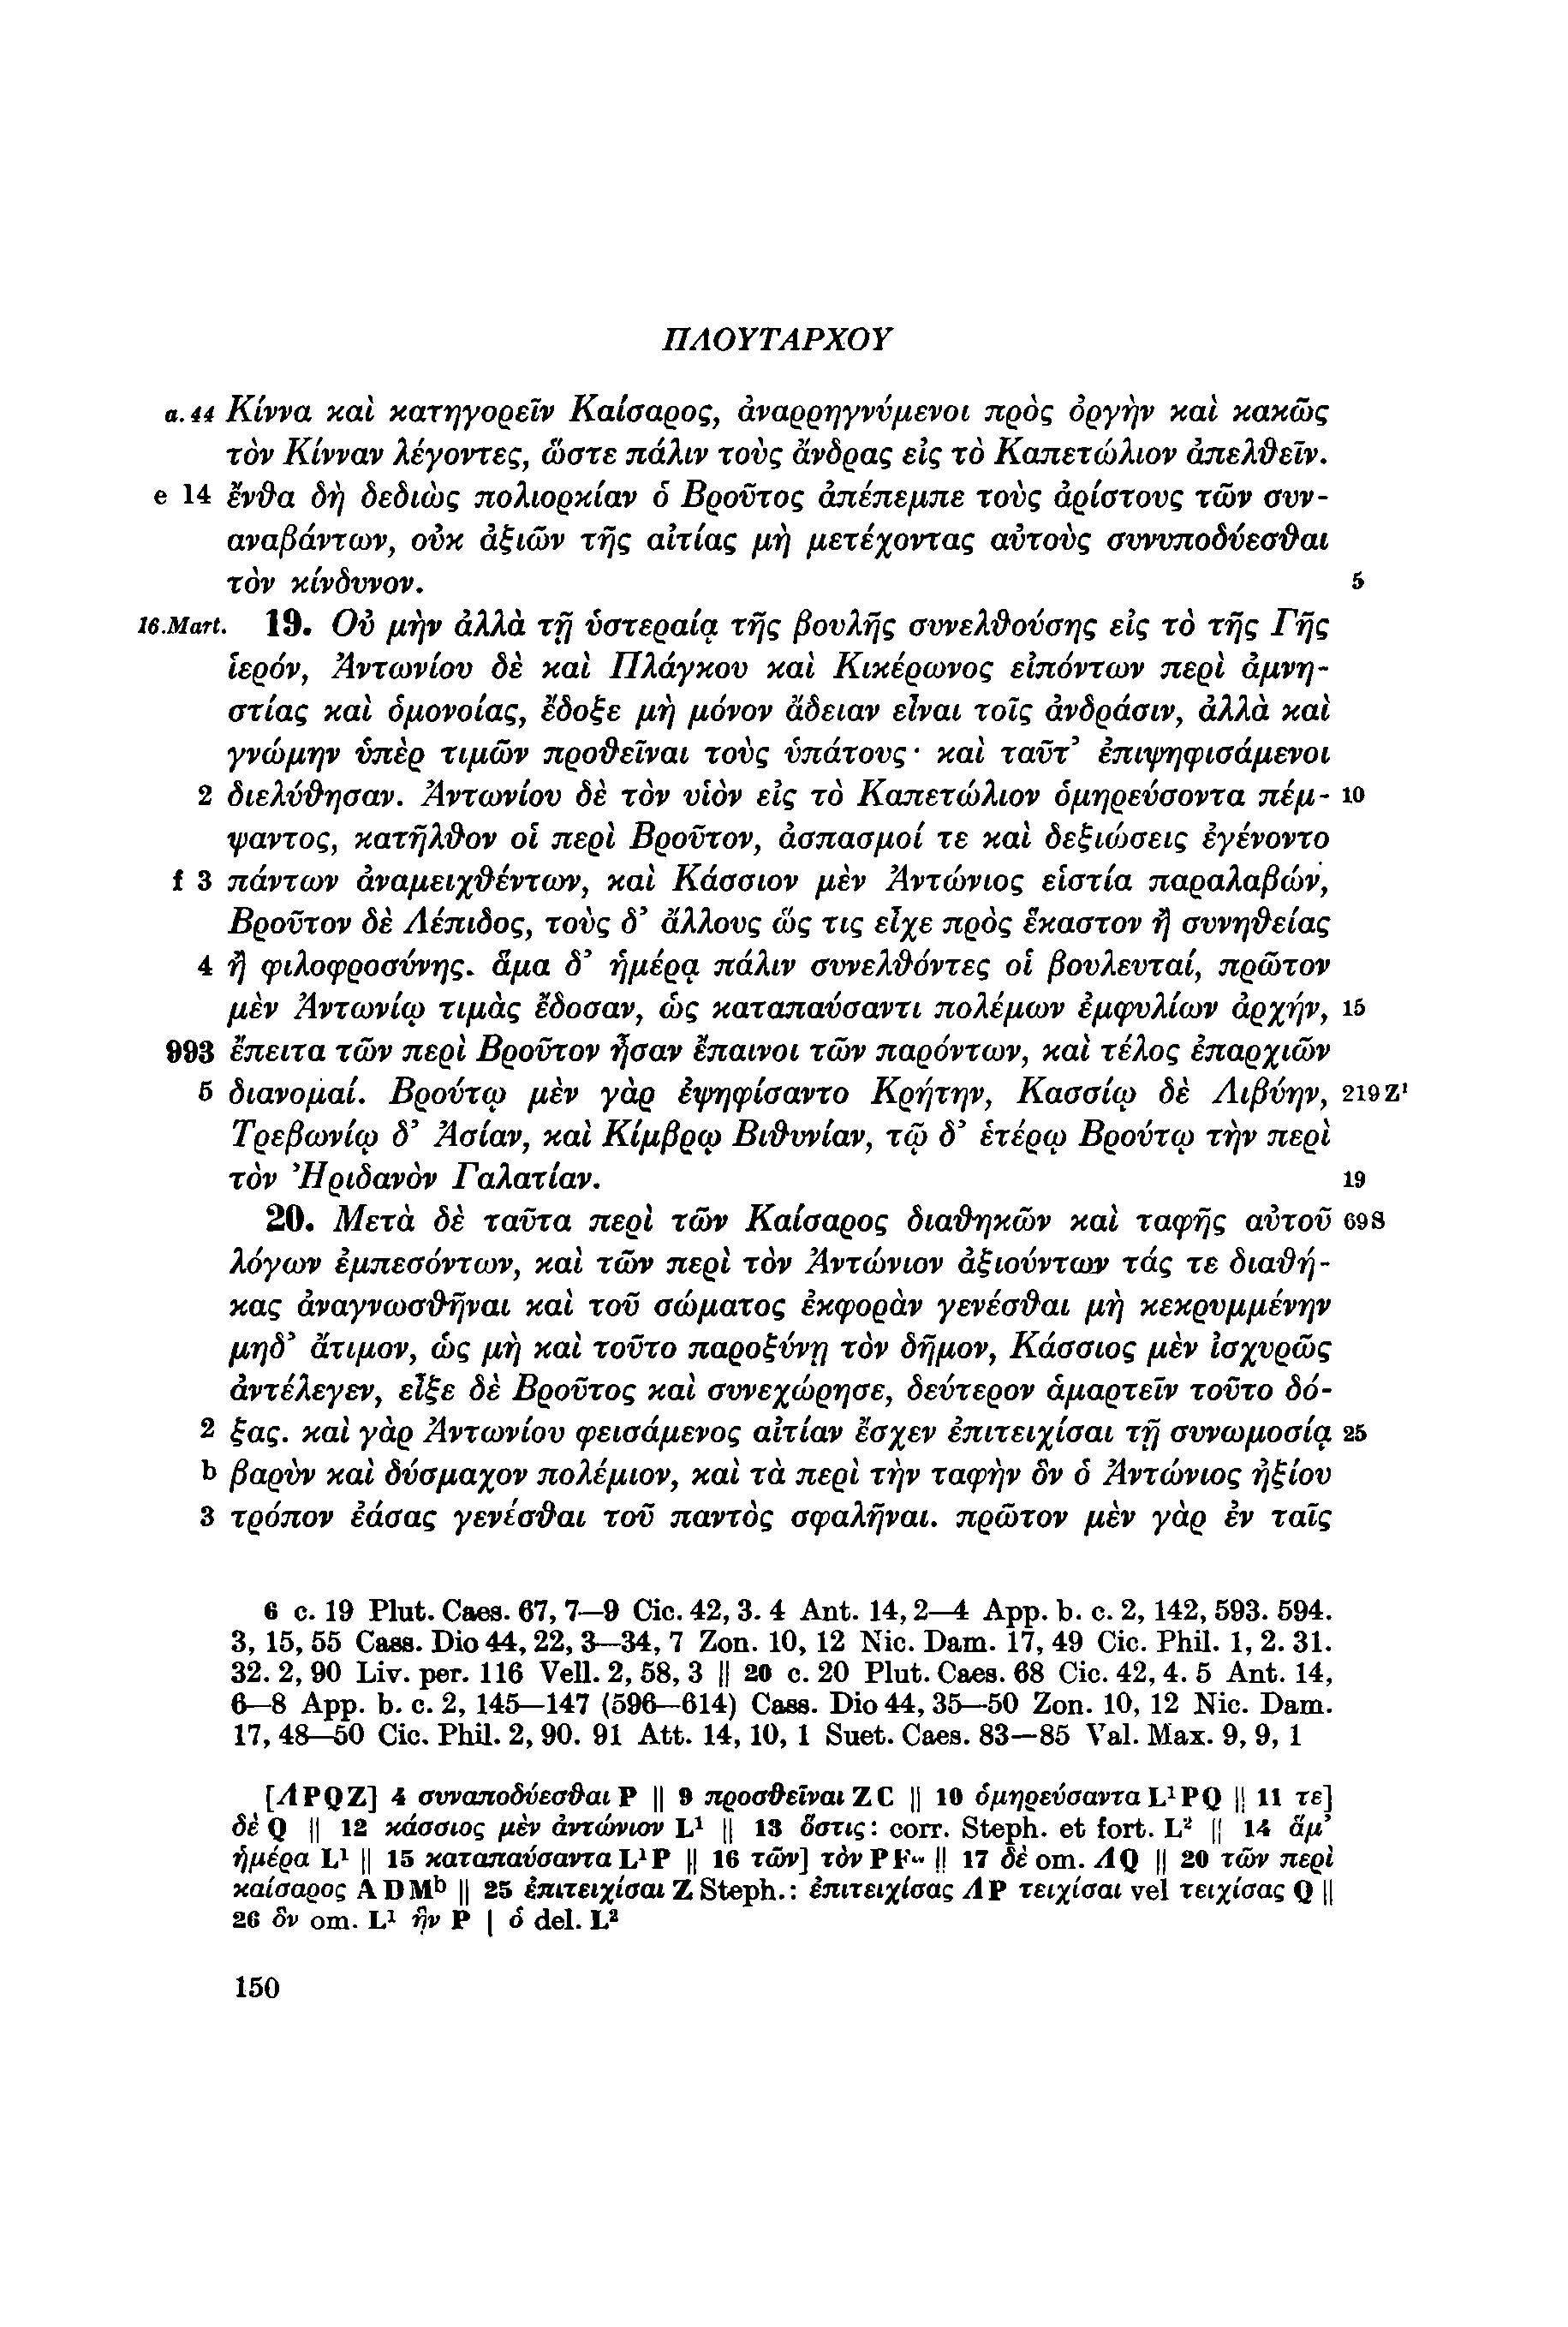 ΠΛΟΥΤΑΡΧΟΥ
a. 44 Κίννα καὶ κατηγορεῖν Καίσαρος, ἀναρρηγνύμενοι πρὸς ὀργὴν καὶ κακῶς
τὸν Κίνναν λέγοντες, ὥστε πάλιν τοὺς ἄνδρας εἰς τὸ Καπετώλιον ἀπελθεῖν.
e 14 ἔνθα δὴ δεδιὼς πολιορκίαν ὁ Βροῦτος ἀπέπεμπε τοὺς ἀρίστους τῶν συν-
αναβάντων, οὐκ ἀξιῶν τῆς αἰτίας μὴ μετέχοντας αὐτοὺς συνυποδύεσθαι
τὸν κίνδυνον. 5
16. Mart. 19. Οὐ μὴν ἀλλὰ τῇ ὑστεραίᾳ τῆς βουλῆς συνελθούσης εἰς τὸ τῆς Γῆς
ἱερόν, Ἀντωνίου δὲ καὶ Πλάγκου καὶ Κικέρωνος εἰπόντων περὶ ἀμνη-
στίας καὶ ὁμονοίας, ἔδοξε μὴ μόνον ἄδειαν εἶναι τοῖς ἀνδράσιν, ἀλλὰ καὶ
γνώμην ὑπὲρ τιμῶν προθεῖναι τοὺς ὑπάτους· καὶ ταῦτ᾽ ἐπιψηφισάμενοι
2 διελύθησαν. Ἀντωνίου δὲ τὸν υἱὸν εἰς τὸ Καπετώλιον ὁμηρεύσοντα πέμ- 10
ψαντος, κατῆλθον οἱ περὶ Βροῦτον, ἀσπασμοί τε καὶ δεξιώσεις ἐγένοντο
f 3 πάντων ἀναμειχθέντων, καὶ Κάσσιον μὲν Ἀντώνιος εἱστία παραλαβών,
Βροῦτον δὲ Λέπιδος, τοὺς δ᾽ ἄλλους ὥς τις εἶχε πρὸς ἕκαστον ἢ συνηθείας
4 ἢ φιλοφροσύνης. ἅμα δ᾽ ἡμέρᾳ πάλιν συνελθόντες οἱ βουλευταί, πρῶτον
μὲν Ἀντωνίῳ τιμὰς ἔδοσαν, ὡς καταπαύσαντι πολέμων ἐμφυλίων ἀρχήν, 15
993 ἔπειτα τῶν περὶ Βροῦτον ἦσαν ἔπαινοι τῶν παρόντων, καὶ τέλος ἐπαρχιῶν
5 διανομαί. Βρούτῳ μὲν γὰρ ἐψηφίσαντο Κρήτην, Κασσίῳ δὲ Λιβύην, 219 Z¹
Τρεβωνίῳ δ᾽ Ἀσίαν, καὶ Κίμβρῳ Βιθυνίαν, τῷ δ᾽ ἑτέρῳ Βρούτῳ τὴν περὶ
τὸν Ἠριδανὸν Γαλατίαν. 19
20. Μετὰ δὲ ταῦτα περὶ τῶν Καίσαρος διαθηκῶν καὶ ταφῆς αὐτοῦ 69 S
λόγων ἐμπεσόντων, καὶ τῶν περὶ τὸν Ἀντώνιον ἀξιούντων τάς τε διαθή-
κας ἀναγνωσθῆναι καὶ τοῦ σώματος ἐκφορὰν γενέσθαι μὴ κεκρυμμένην
μηδ᾽ ἄτιμον, ὡς μὴ καὶ τοῦτο παροξύνῃ τὸν δῆμον, Κάσσιος μὲν ἰσχυρῶς
ἀντέλεγεν, εἶξε δὲ Βροῦτος καὶ συνεχώρησε, δεύτερον ἁμαρτεῖν τοῦτο δό-
2 ξας. καὶ γὰρ Ἀντωνίου φεισάμενος αἰτίαν ἔσχεν ἐπιτειχίσαι τῇ συνωμοσίᾳ 25
b βαρὺν καὶ δύσμαχον πολέμιον, καὶ τὰ περὶ τὴν ταφὴν ὃν ὁ Ἀντώνιος ἠξίου
3 τρόπον ἐάσας γενέσθαι τοῦ παντὸς σφαλῆναι. πρῶτον μὲν γὰρ ἐν ταῖς
6 c. 19 Plut. Caes. 67, 7—9 Cic. 42, 3. 4 Ant. 14, 2—4 App. b. c. 2, 142, 593. 594.
3, 15, 55 Cass. Dio 44, 22, 3—34, 7 Zon. 10, 12 Nic. Dam. 17, 49 Cic. Phil. 1, 2. 31.
32. 2, 90 Liv. per. 116 Vell. 2, 58, 3 || 20 c. 20 Plut. Caes. 68 Cic. 42, 4. 5 Ant. 14,
6—8 App. b. c. 2, 145—147 (596—614) Cass. Dio 44, 35—50 Zon. 10, 12 Nic. Dam.
17, 48—50 Cic. Phil. 2, 90. 91 Att. 14, 10, 1 Suet. Caes. 83—85 Val. Max. 9, 9, 1
[ΛPQZ] 4 συναποδύεσθαι P || 9 προσθεῖναι ZC || 10 ὁμηρεύσαντα L¹PQ || 11 τε]
δὲ Q || 12 κάσσιος μὲν ἀντώνιον L¹ || 13 ὅστις: corr. Steph. et fort. L² || 14 ἅμ᾽
ἡμέρα L¹ || 15 καταπαύσαντα L¹P || 16 τῶν] τὸν P F || 17 δὲ om. ΛQ || 20 τῶν περὶ
καίσαρος ADMᵇ || 25 ἐπιτειχίσαι Z Steph.: ἐπιτειχίσας ΛP τειχίσαι vel τειχίσας Q ||
26 ὃν om. L¹ ἣν P | ὁ del. L²
150